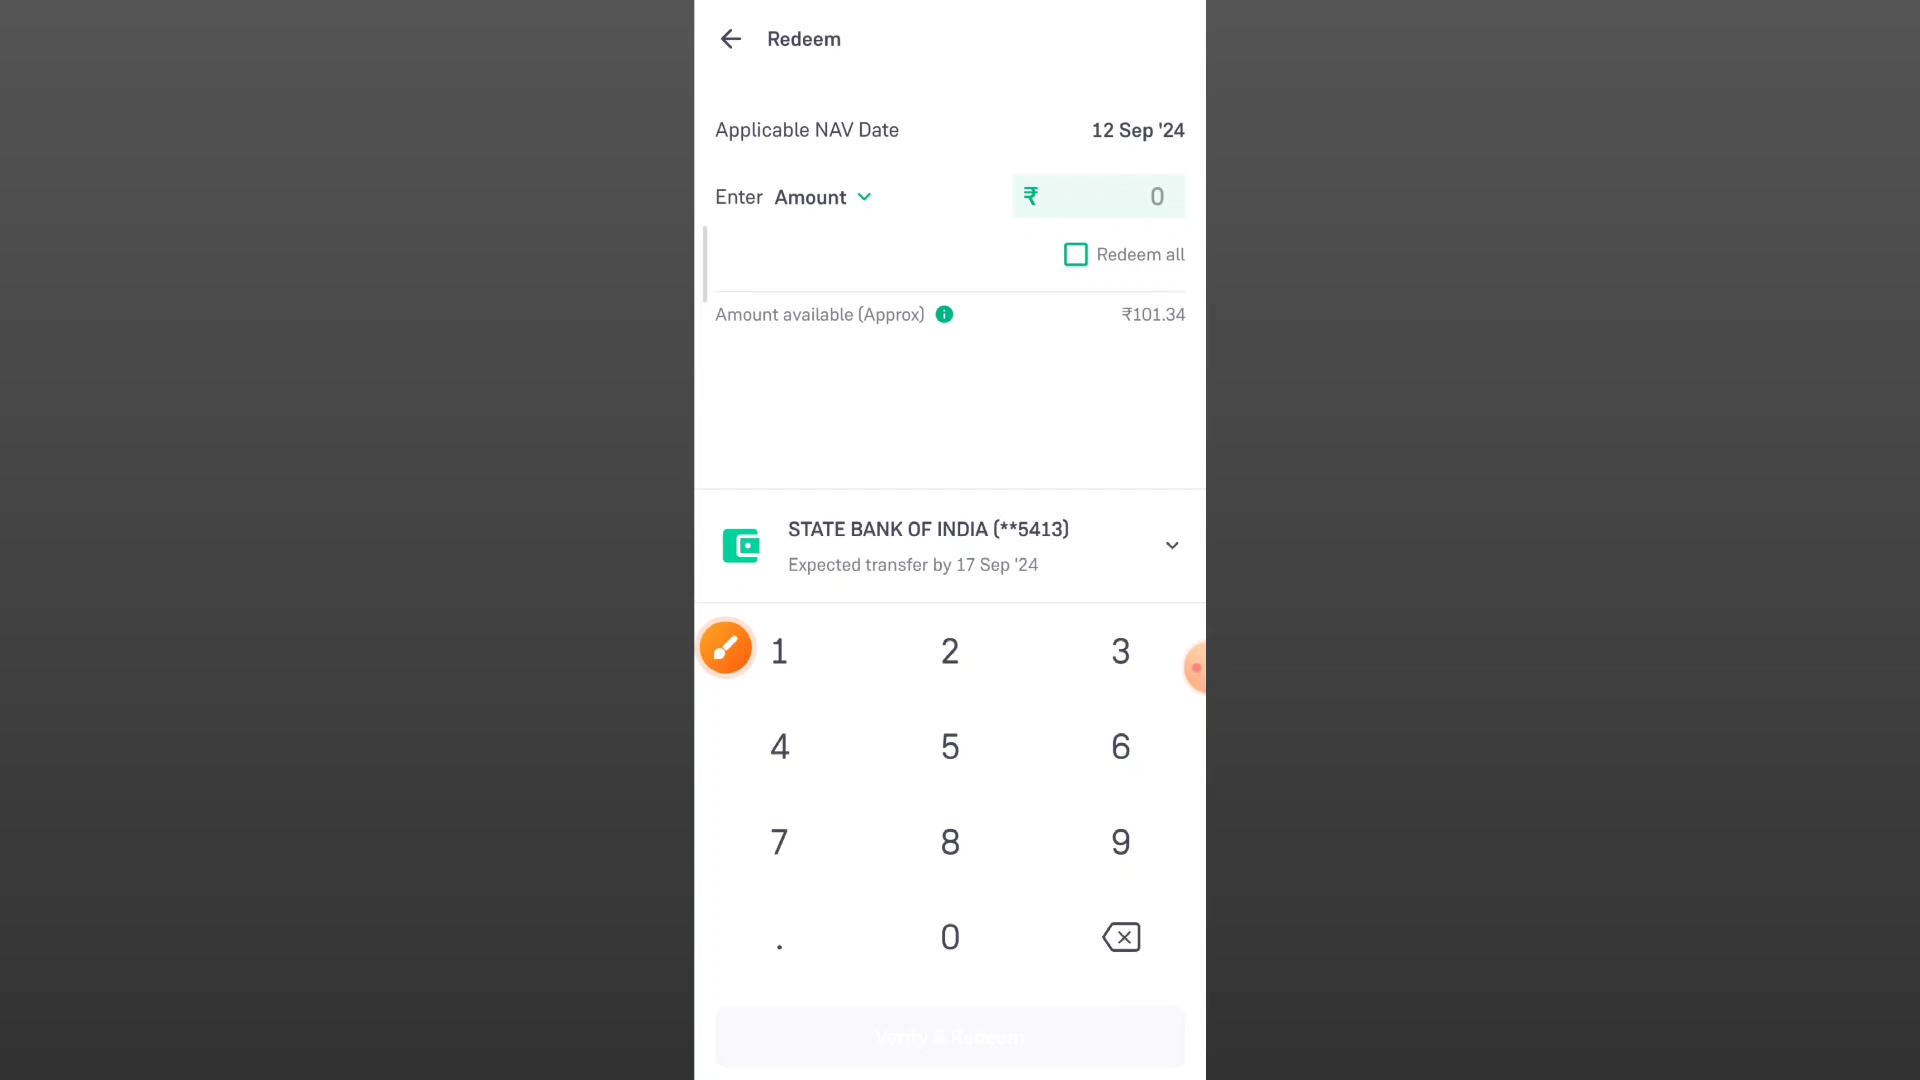 Redeem
Applicable NAV Date 12 Sep '24
Enter Amount ₹ 0
Redeem all
Amount available (Approx) ₹101.34
STATE BANK OF INDIA (**5413)
Expected transfer by 17 Sep '24
1 2 3
4 5 6
7 8 9
. 0
Verify & Redeem